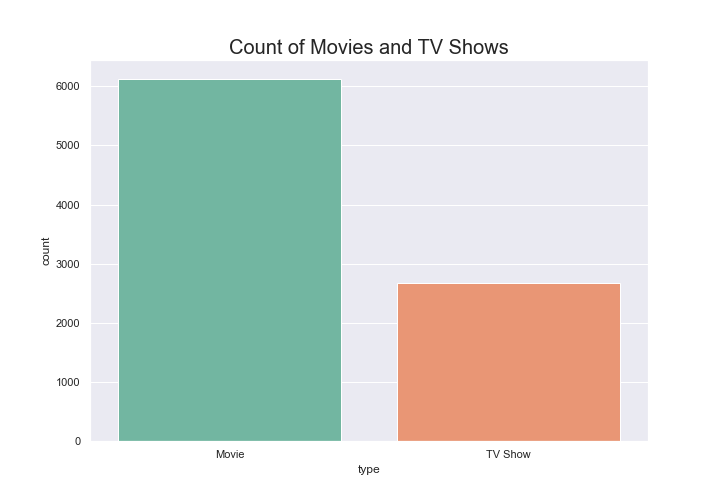 Count of Movies and TV Shows
6000
5000
4000
3000
2000
1000
0
count
Movie
TV Show
type